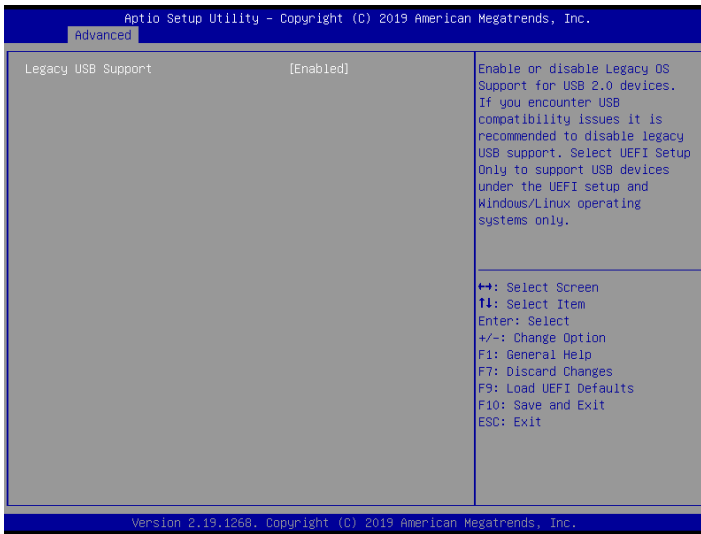 Aptio Setup Utility – Copyright (C) 2019 American Megatrends, Inc.
Advanced
Legacy USB Support [Enabled]
Enable or disable Legacy OS
Support for USB 2.0 devices.
If you encounter USB
compatibility issues it is
recommended to disable legacy
USB support. Select UEFI Setup
Only to support USB devices
under the UEFI setup and
Windows/Linux operating
systems only.
↔: Select Screen
↑↓: Select Item
Enter: Select
+/-: Change Option
F1: General Help
F7: Discard Changes
F9: Load UEFI Defaults
F10: Save and Exit
ESC: Exit
Version 2.19.1268. Copyright (C) 2019 American Megatrends, Inc.